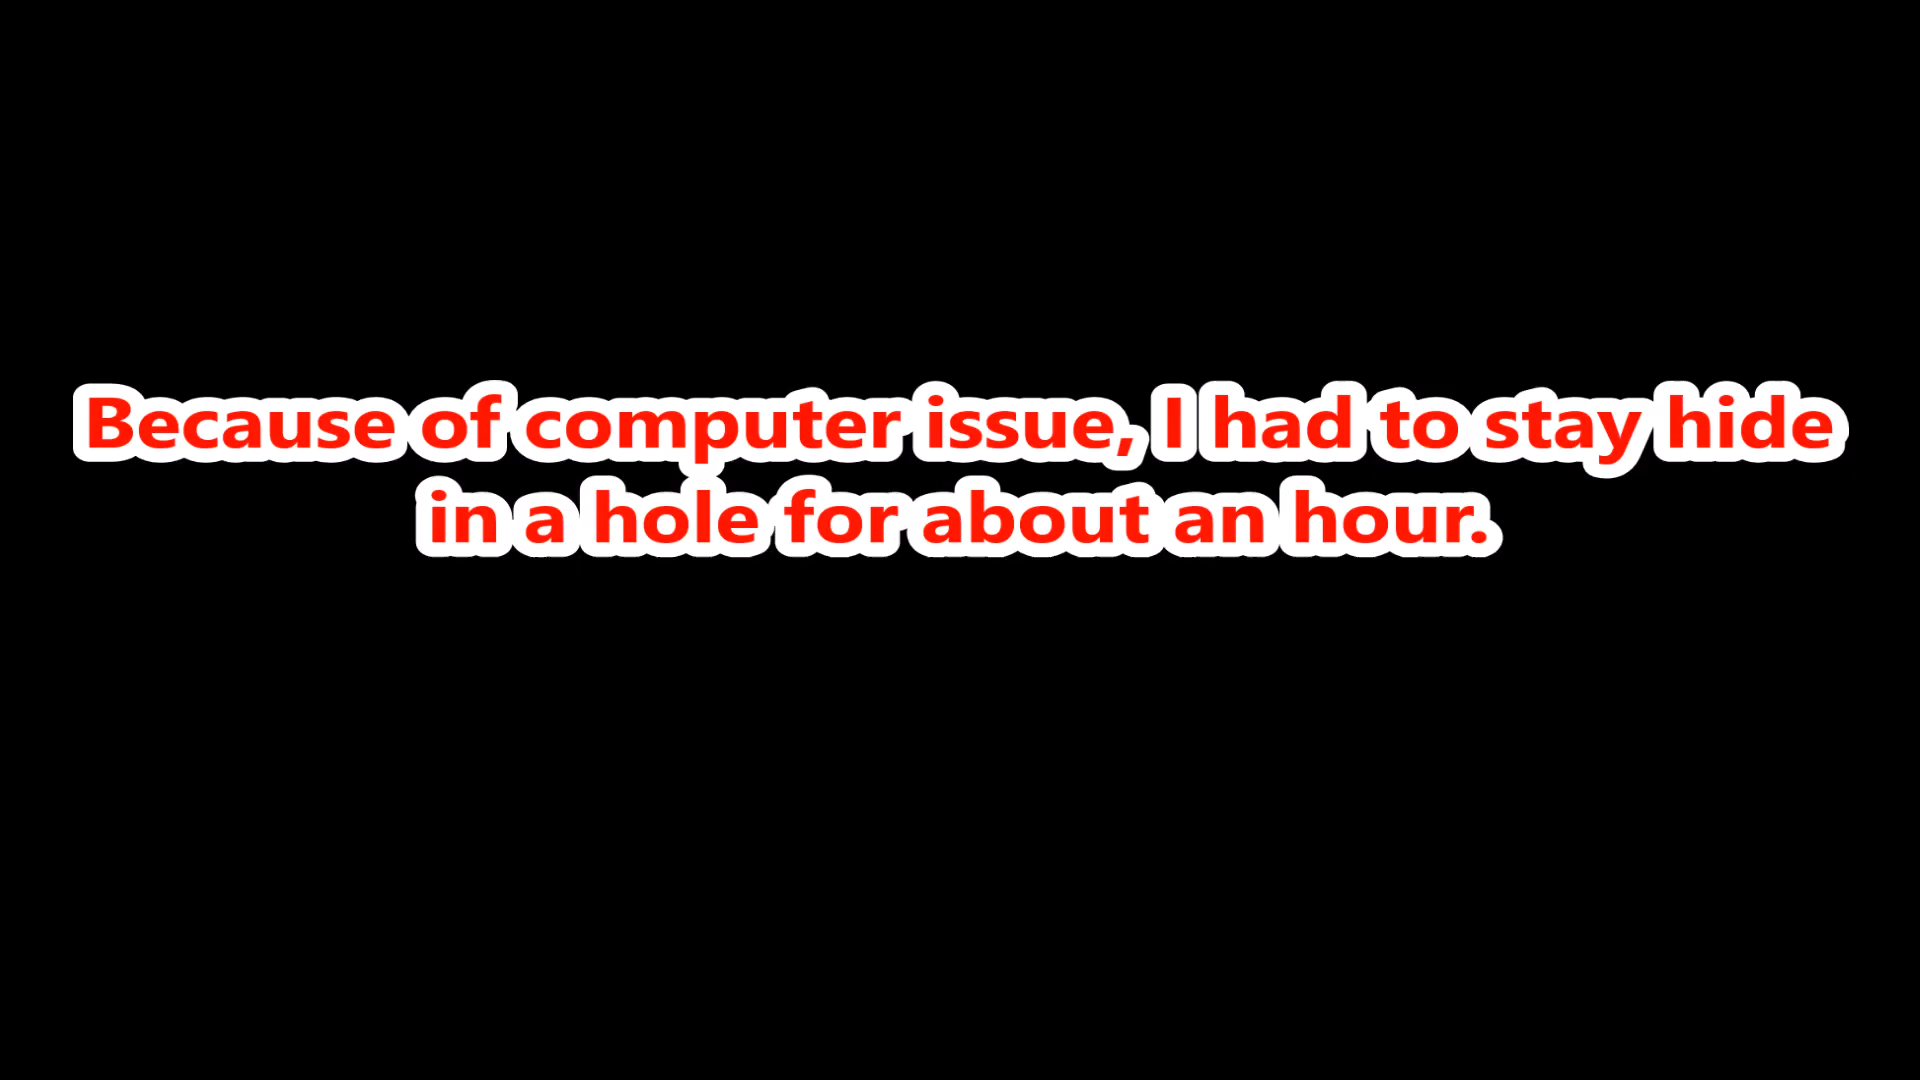 Because of computer issue, I had to stay hide
in a hole for about an hour.